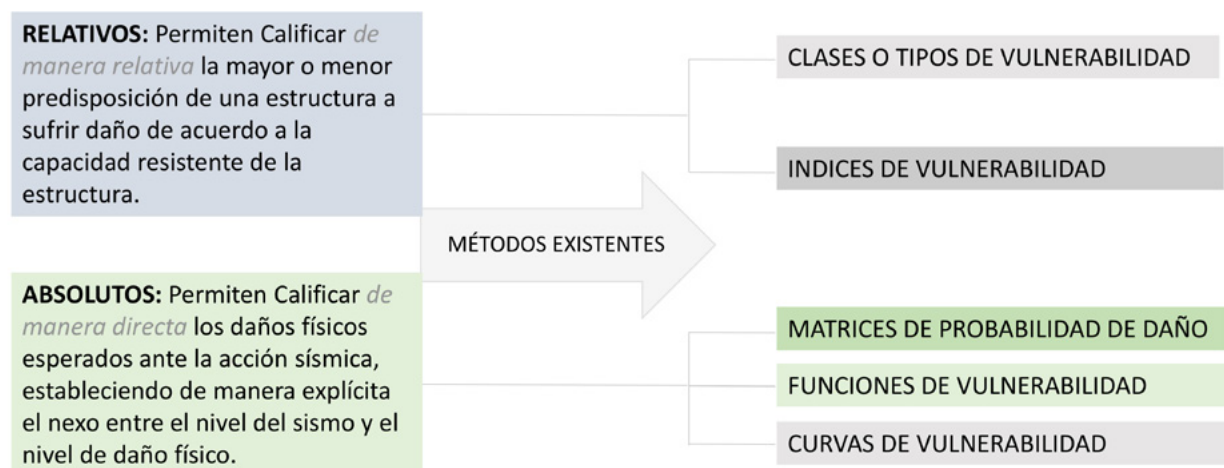 RELATIVOS: Permiten Calificar de
manera relativa la mayor o menor
predisposición de una estructura a
sufrir daño de acuerdo a la
capacidad resistente de la
estructura.
CLASES O TIPOS DE VULNERABILIDAD
INDICES DE VULNERABILIDAD
MÉTODOS EXISTENTES
ABSOLUTOS: Permiten Calificar de
manera directa los daños físicos
esperados ante la acción sísmica,
estableciendo de manera explícita
el nexo entre el nivel del sismo y el
nivel de daño físico.
MATRICES DE PROBABILIDAD DE DAÑO
FUNCIONES DE VULNERABILIDAD
CURVAS DE VULNERABILIDAD